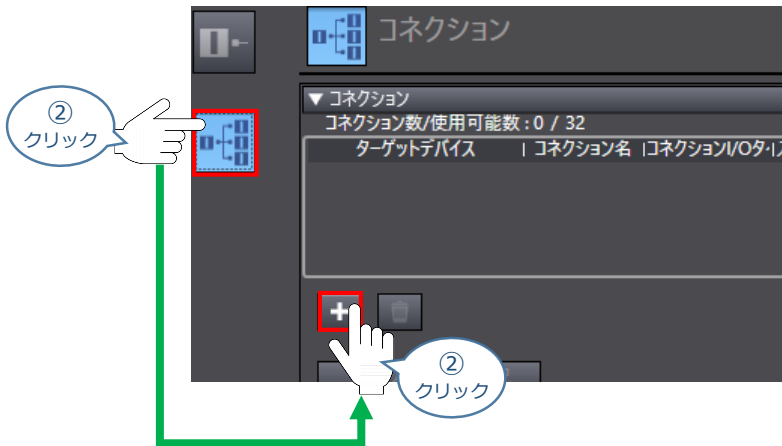 コネクション
②
クリック
▼ コネクション
コネクション数/使用可能数 : 0 / 32
ターゲットデバイス | コネクション名 |コネクションI/Oタイ
②
クリック